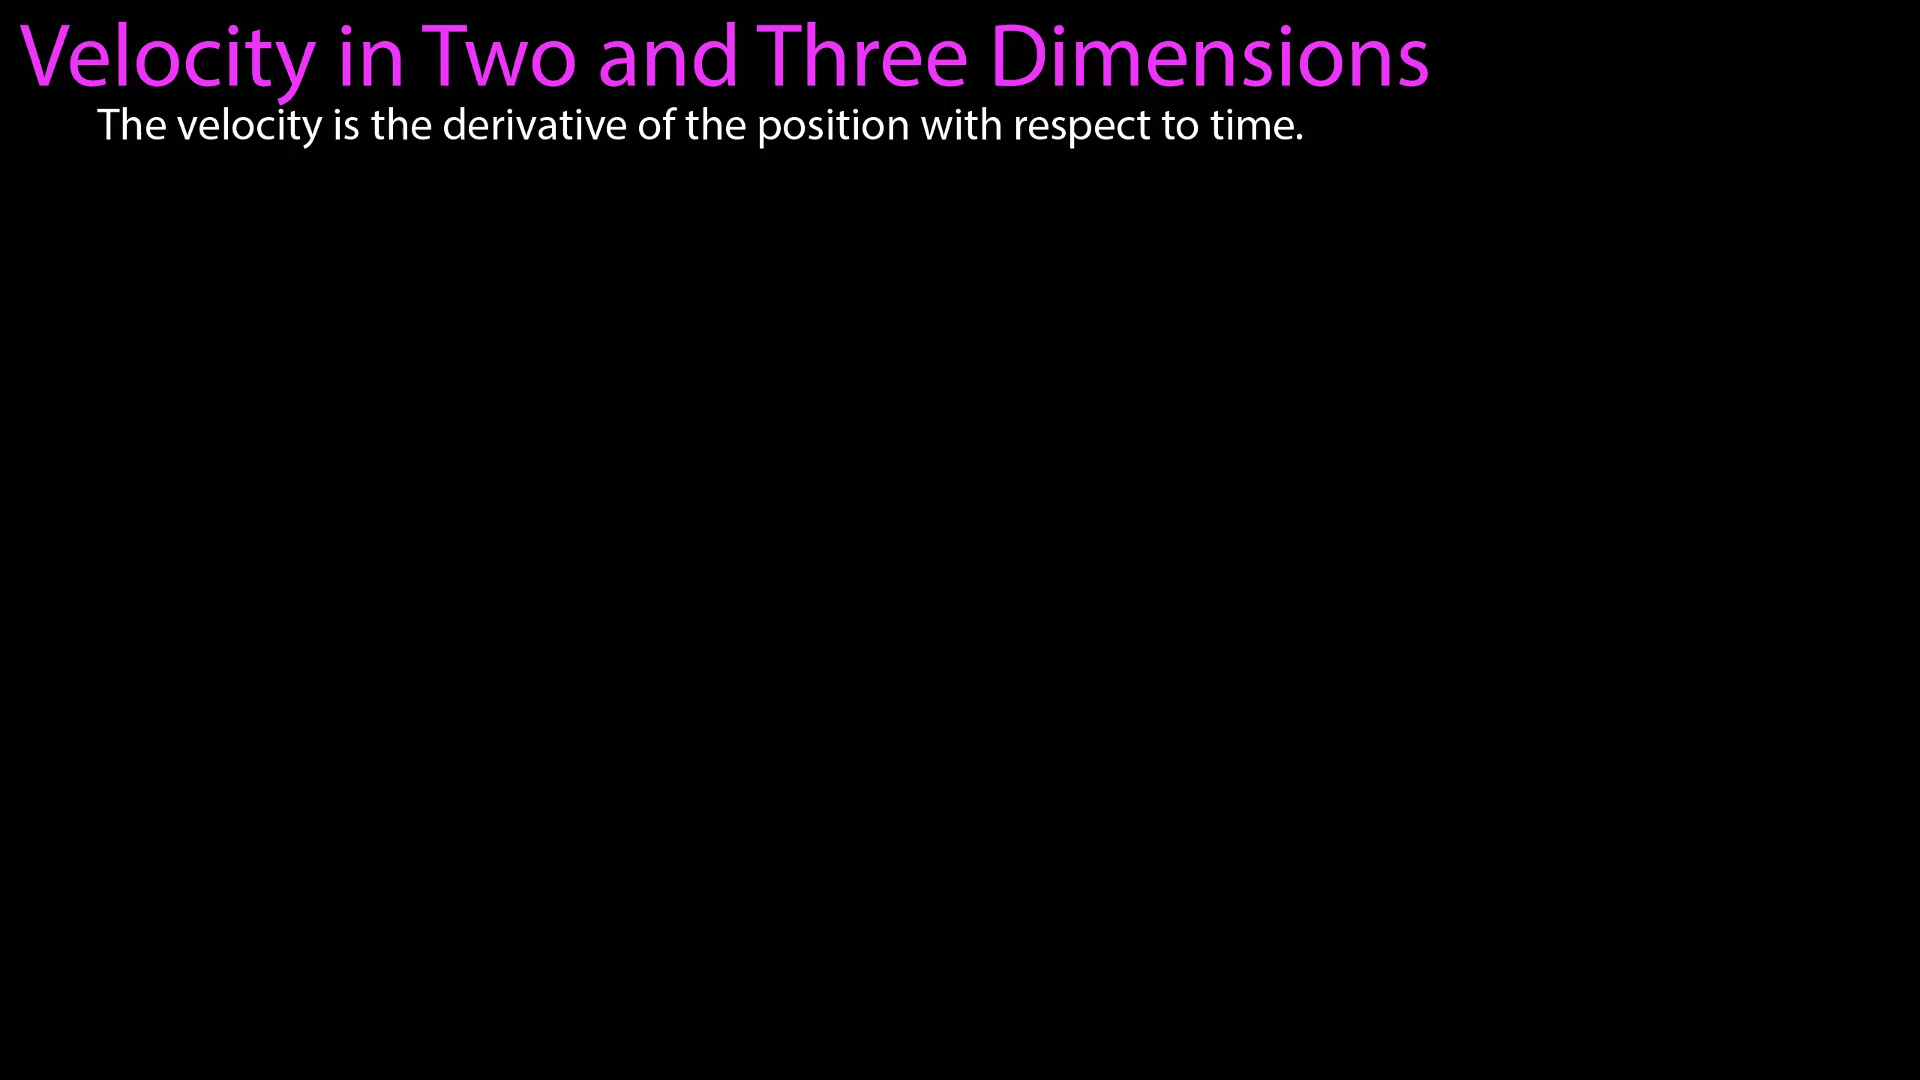 Velocity in Two and Three Dimensions
The velocity is the derivative of the position with respect to time.